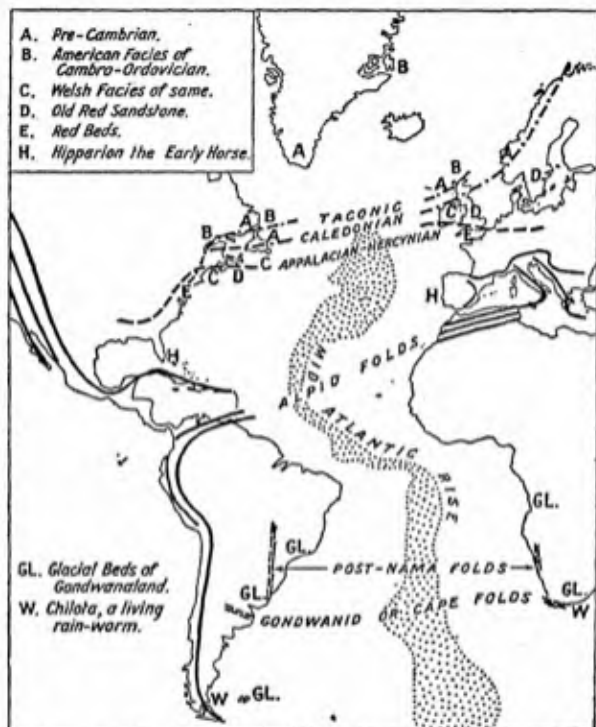 A. Pre-Cambrian.
B. American Facies of
Cambro-Ordovician.
C. Welsh Facies of same.
D. Old Red Sandstone.
E. Red Beds.
H. Hipparion the Early Horse.
B
A
B
A
B
A
D
TACONIC
CALEDONIAN
APPALACIAN-HERCYNIAN
B
B
A
C
C
D
E
C
D
E
H
H
MID
ATLANTIC
RISE
FOLDS
GL.
GL.
GL.
POST-NAMA FOLDS
GL.
GL.
W
GONDWANID OR CAPE FOLDS
GL. Glacial Beds of
Gondwanaland.
W. Chilota, a living
rain-worm.
W
GL.